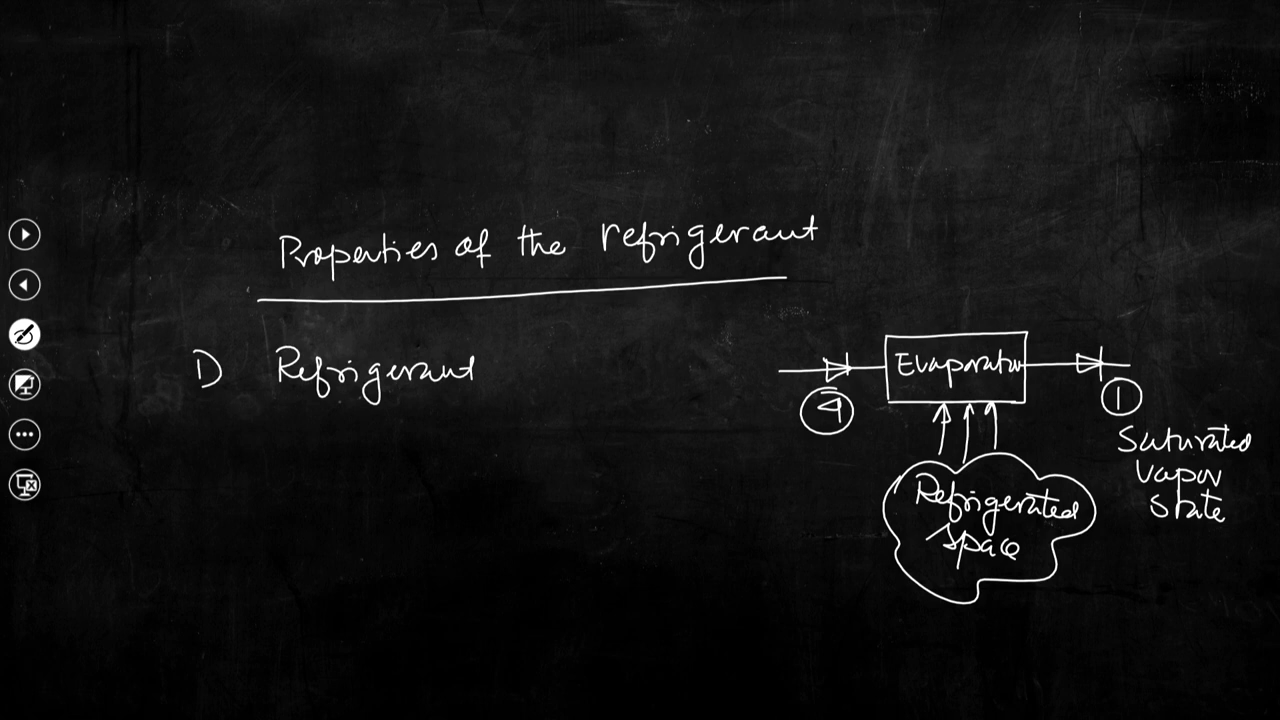 Properties of the refrigerant
1) Refrigerant
Evaporator
4
1
Saturated
vapor
state
Refrigerated
space